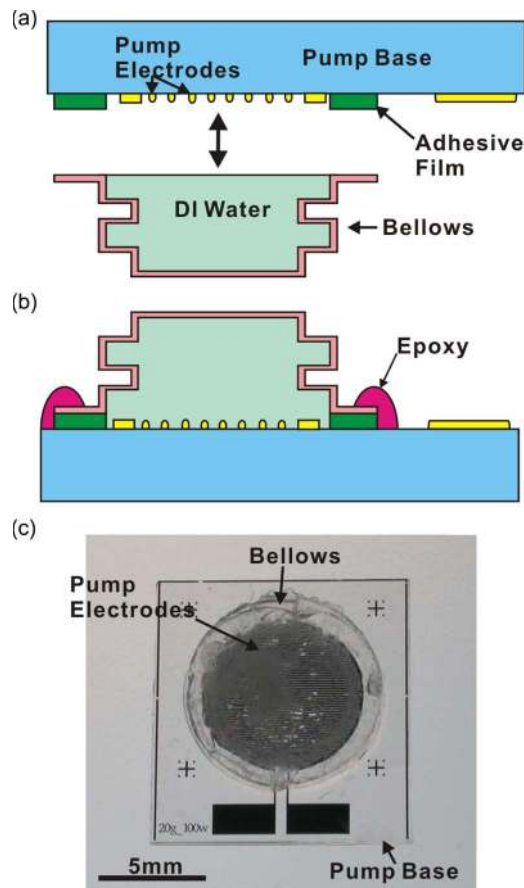 (a)
Pump
Electrodes
Pump Base
Adhesive
Film
DI Water
Bellows
(b)
Epoxy
(c)
Bellows
Pump
Electrodes
20g_100w
5mm
Pump Base